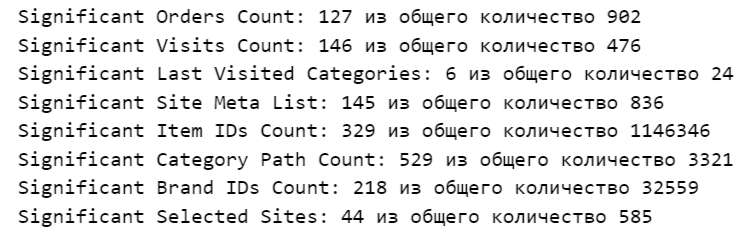 Significant Orders Count: 127 из общего количество 902
Significant Visits Count: 146 из общего количество 476
Significant Last Visited Categories: 6 из общего количество 24
Significant Site Meta List: 145 из общего количество 836
Significant Item IDs Count: 329 из общего количество 1146346
Significant Category Path Count: 529 из общего количество 3321
Significant Brand IDs Count: 218 из общего количество 32559
Significant Selected Sites: 44 из общего количество 585